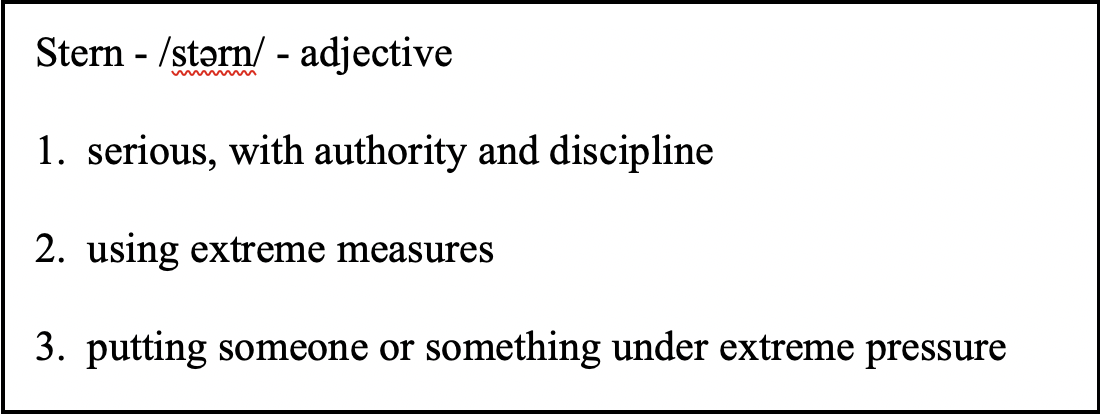 Stern - /stərn/ - adjective
1. serious, with authority and discipline
2. using extreme measures
3. putting someone or something under extreme pressure